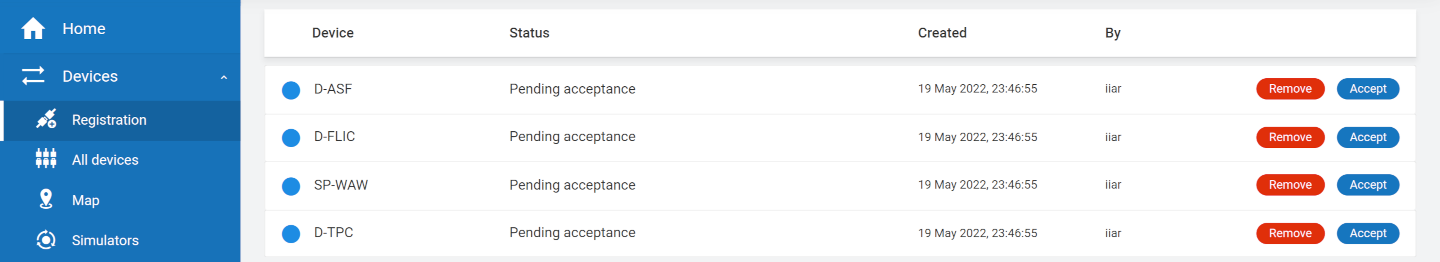 Home
Devices
Registration
All devices
Map
Simulators
Device Status Created By
D-ASF Pending acceptance 19 May 2022, 23:46:55 iiar Remove Accept
D-FLIC Pending acceptance 19 May 2022, 23:46:55 iiar Remove Accept
SP-WAW Pending acceptance 19 May 2022, 23:46:55 iiar Remove Accept
D-TPC Pending acceptance 19 May 2022, 23:46:55 iiar Remove Accept